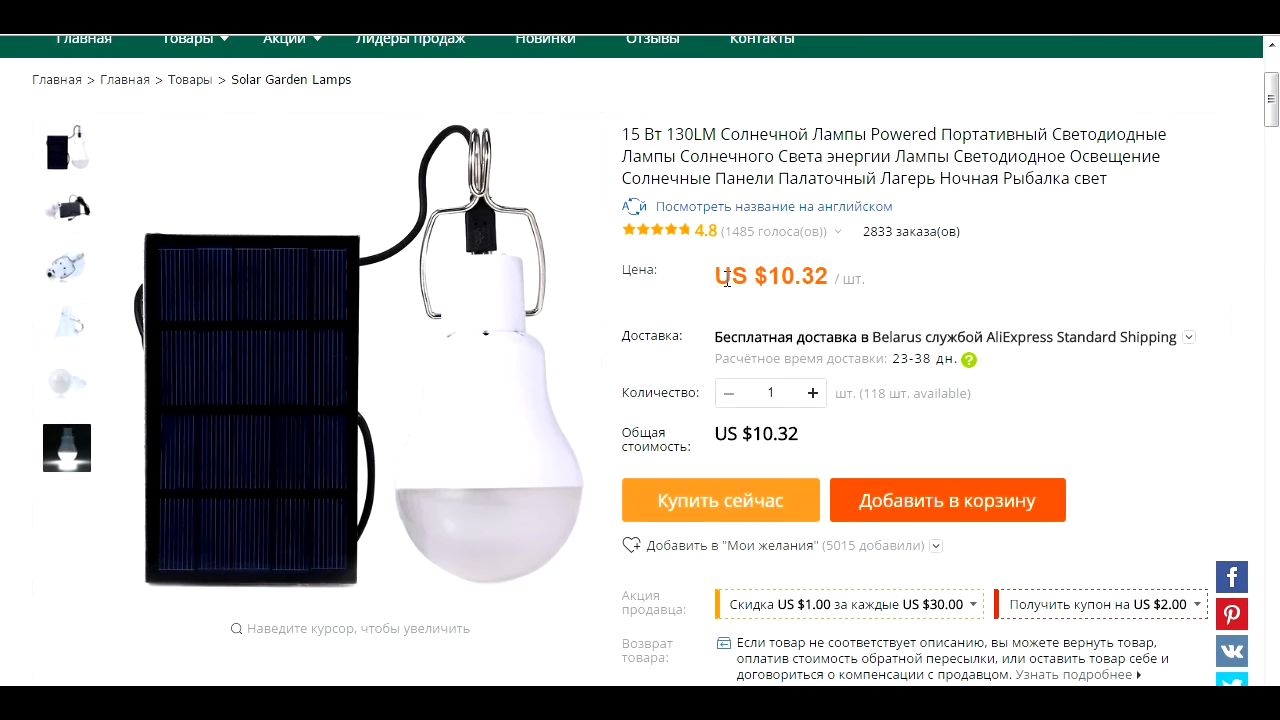 Главная Товары Акции Лидеры продаж Новинки Отзывы Контакты
Главная > Главная > Товары > Solar Garden Lamps
15 Вт 130LM Солнечной Лампы Powered Портативный Светодиодные
Лампы Солнечного Света энергии Лампы Светодиодное Освещение
Солнечные Панели Палаточный Лагерь Ночная Рыбалка свет
Посмотреть название на английском
4.8 (1485 голоса(ов)) 2833 заказа(ов)
Цена: US $10.32 / шт.
Доставка: Бесплатная доставка в Belarus службой AliExpress Standard Shipping
Расчётное время доставки: 23-38 дн. ?
Количество: − 1 + шт. (118 шт. available)
Общая
стоимость: US $10.32
Купить сейчас Добавить в корзину
Добавить в "Мои желания" (5015 добавили)
Акция
продавца: Скидка US $1.00 за каждые US $30.00 Получить купон на US $2.00
Наведите курсор, чтобы увеличить
Возврат
товара: Если товар не соответствует описанию, вы можете вернуть товар,
оплатив стоимость обратной пересылки, или оставить товар себе и
договориться о компенсации с продавцом. Узнать подробнее